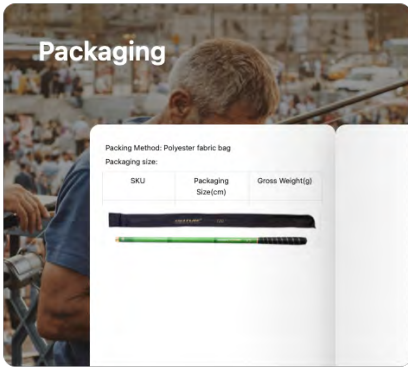 Packaging
Packing Method: Polyester fabric bag
Packaging size:
SKU
Packaging
Size(cm)
Gross Weight(g)